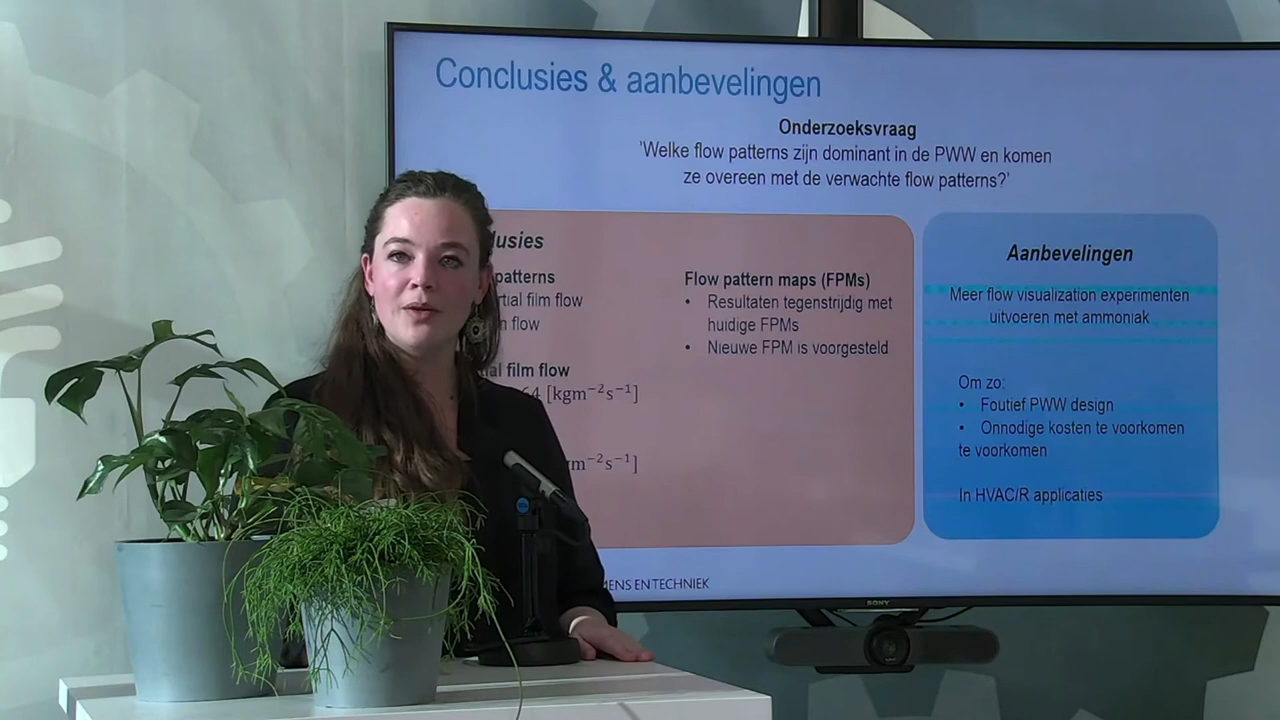 Conclusies & aanbevelingen
Onderzoeksvraag
'Welke flow patterns zijn dominant in de PWW en komen
ze overeen met de verwachte flow patterns?'
usies
patterns
rtial film flow
n flow
ial film flow
64 [kgm⁻²s⁻¹]
m⁻²s⁻¹]
Flow pattern maps (FPMs)
• Resultaten tegenstrijdig met
huidige FPMs
• Nieuwe FPM is voorgesteld
Aanbevelingen
Meer flow visualization experimenten
uitvoeren met ammoniak
Om zo:
• Foutief PWW design
• Onnodige kosten te voorkomen
te voorkomen
In HVAC/R applicaties
MENS EN TECHNIEK
SONY